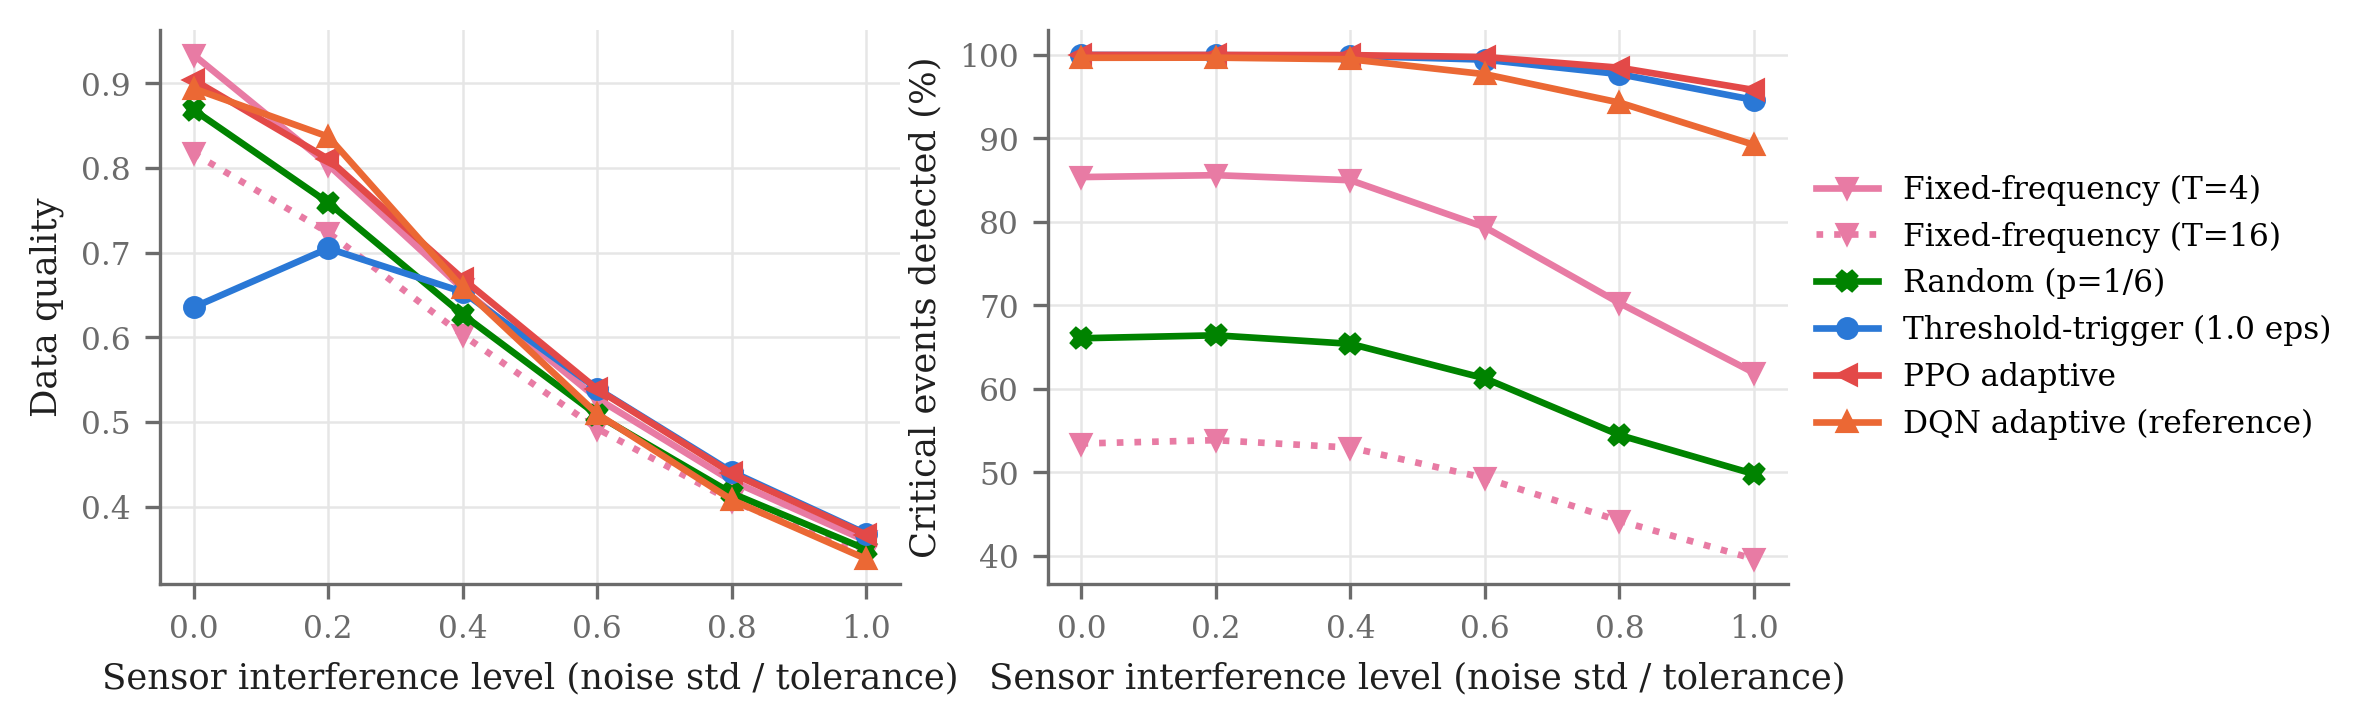 Data quality
0.9
0.8
0.7
0.6
0.5
0.4
0.0 0.2 0.4 0.6 0.8 1.0
Sensor interference level (noise std / tolerance)
Critical events detected (%)
100
90
80
70
60
50
40
0.0 0.2 0.4 0.6 0.8 1.0
Sensor interference level (noise std / tolerance)
Fixed-frequency (T=4)
Fixed-frequency (T=16)
Random (p=1/6)
Threshold-trigger (1.0 eps)
PPO adaptive
DQN adaptive (reference)